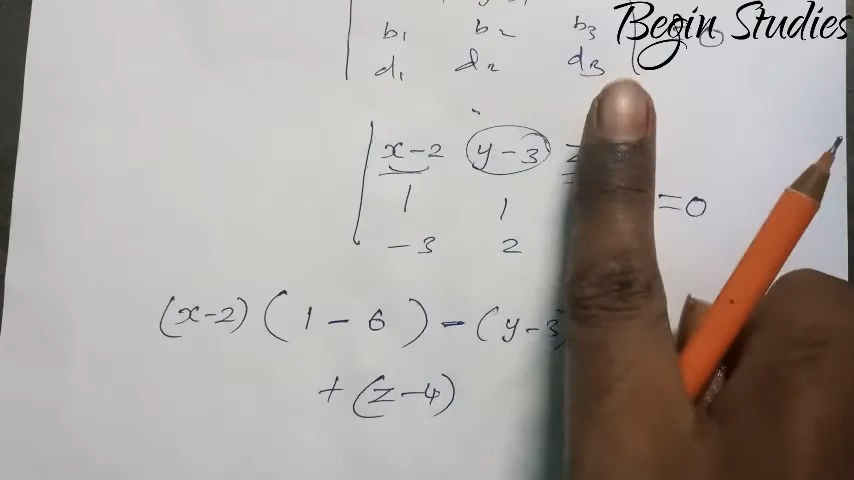 Begin Studies
b₁ b₂ b₃ 0
d₁ d₂ d₃
x-2 y-3 z
1 1 =0
-3 2
(x-2) (1-6) - (y-3)
+ (z-4)